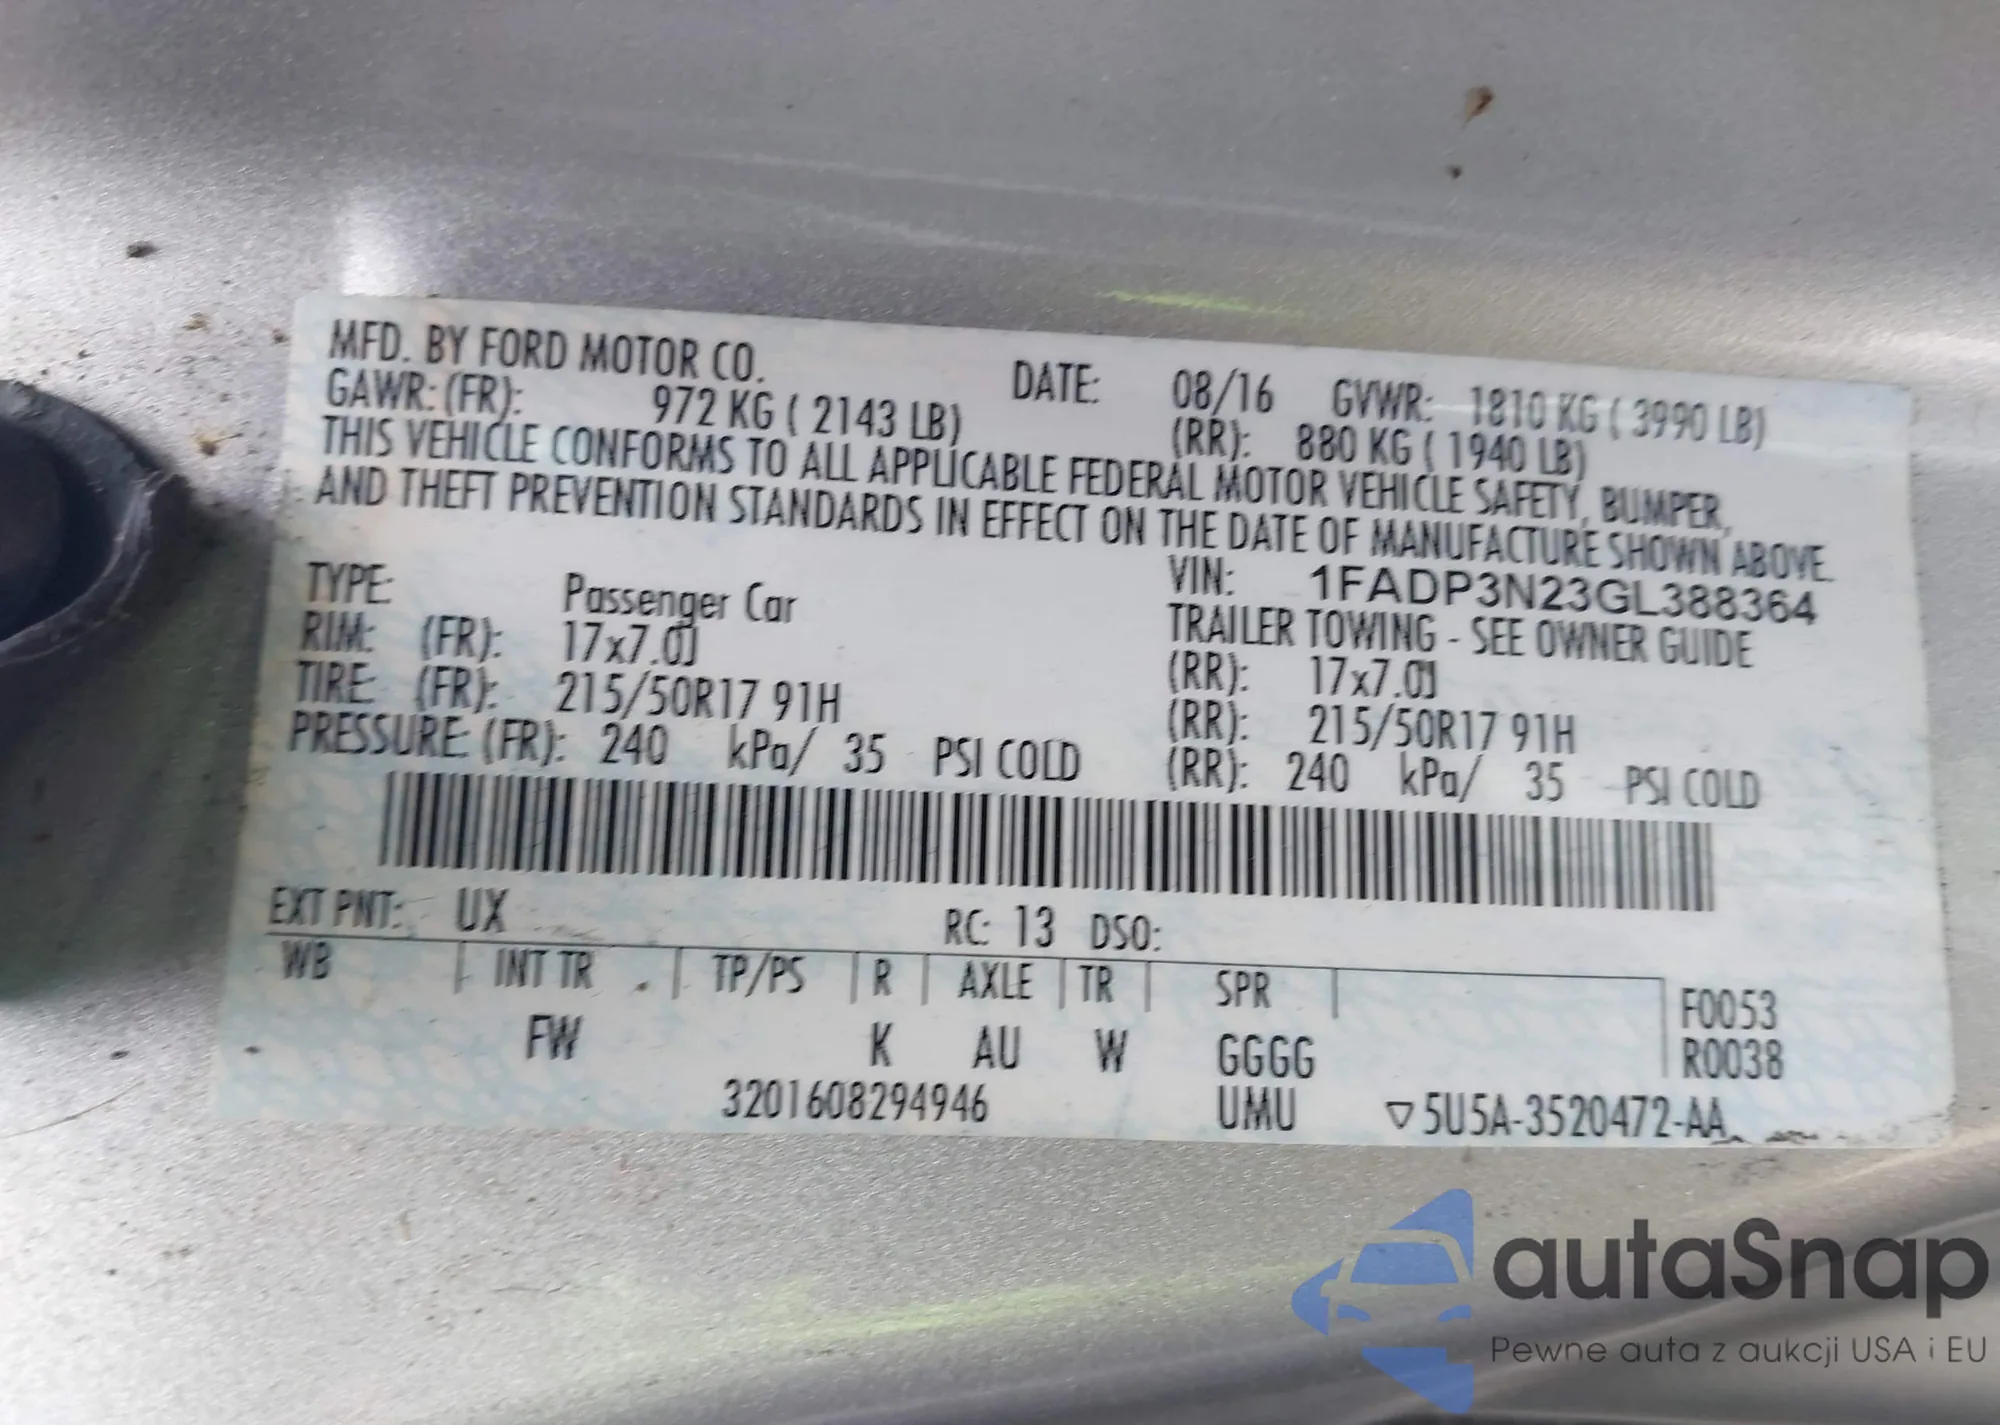 MFD. BY FORD MOTOR CO. DATE: 08/16 GVWR: 1810 KG ( 3990 LB)
GAWR: (FR): 972 KG ( 2143 LB) (RR): 880 KG ( 1940 LB)
THIS VEHICLE CONFORMS TO ALL APPLICABLE FEDERAL MOTOR VEHICLE SAFETY, BUMPER,
AND THEFT PREVENTION STANDARDS IN EFFECT ON THE DATE OF MANUFACTURE SHOWN ABOVE.
VIN: 1FADP3N23GL388364
TYPE: Passenger Car TRAILER TOWING - SEE OWNER GUIDE
RIM: (FR): 17x7.0J (RR): 17x7.0J
TIRE: (FR): 215/50R17 91H (RR): 215/50R17 91H
PRESSURE: (FR): 240 kPa/ 35 PSI COLD (RR): 240 kPa/ 35 PSI COLD
EXT PNT: UX RC: 13 DSO:
WB | INT TR | TP/PS | R | AXLE | TR | SPR | F0053
FW K AU W GGGG R0038
3201608294946 UMU ▽5U5A-3520472-AA
autaSnap
Pewne auta z aukcji USA i EU